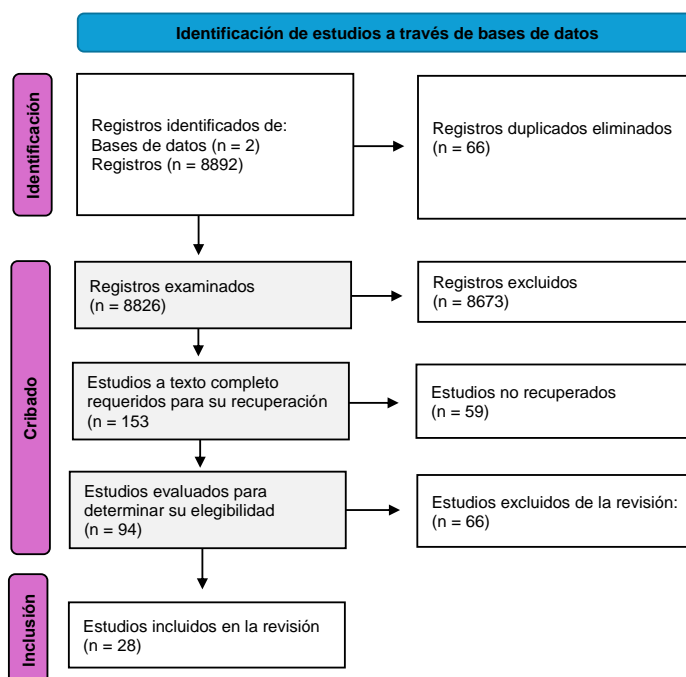 Identificación de estudios a través de bases de datos
Identificación
Registros identificados de:
Bases de datos (n = 2)
Registros (n = 8892)
Registros duplicados eliminados
(n = 66)
Cribado
Registros examinados
(n = 8826)
Registros excluidos
(n = 8673)
Estudios a texto completo
requeridos para su recuperación
(n = 153
Estudios no recuperados
(n = 59)
Estudios evaluados para
determinar su elegibilidad
(n = 94)
Estudios excluidos de la revisión:
(n = 66)
Inclusión
Estudios incluidos en la revisión
(n = 28)